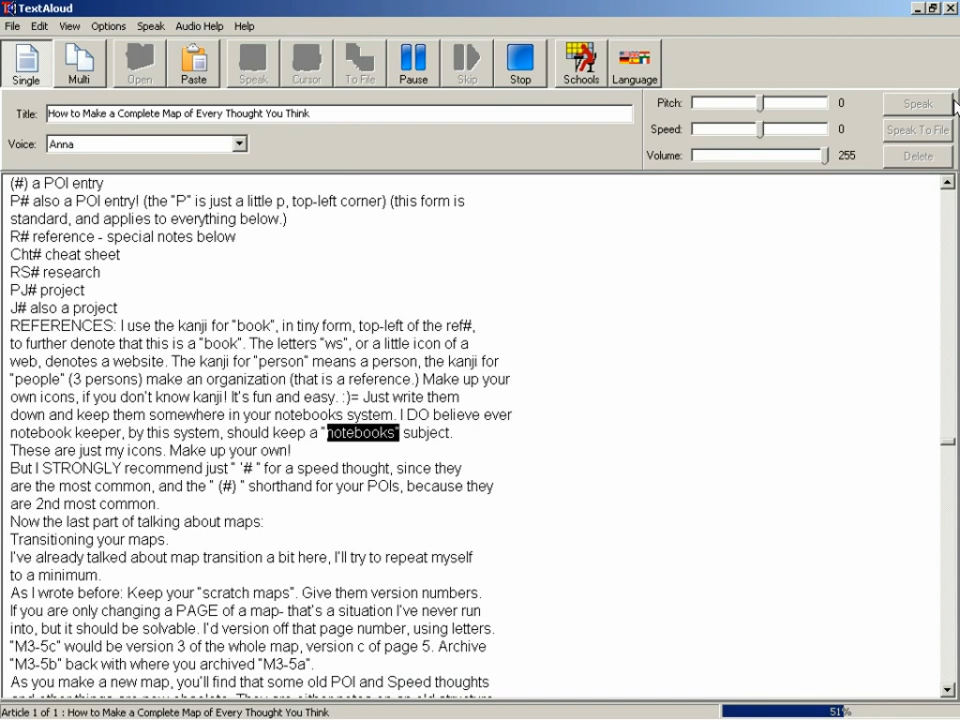 TextAloud
File Edit View Options Speak Audio Help Help
Single Multi Open Paste Speak Cursor To File Pause Skip Stop Schools Language
Title: How to Make a Complete Map of Every Thought You Think
Voice: Anna
Pitch: 0 Speak
Speed: 0 Speak To File
Volume: 255 Delete
(#) a POI entry
P# also a POI entry! (the "P" is just a little p, top-left corner) (this form is
standard, and applies to everything below.)
R# reference - special notes below
Cht# cheat sheet
RS# research
PJ# project
J# also a project
REFERENCES: I use the kanji for "book", in tiny form, top-left of the ref#,
to further denote that this is a "book". The letters "ws", or a little icon of a
web, denotes a website. The kanji for "person" means a person, the kanji for
"people" (3 persons) make an organization (that is a reference.) Make up your
own icons, if you don't know kanji! It's fun and easy. :)= Just write them
down and keep them somewhere in your notebooks system. I DO believe ever
notebook keeper, by this system, should keep a "notebooks" subject.
These are just my icons. Make up your own!
But I STRONGLY recommend just " '# " for a speed thought, since they
are the most common, and the " (#) " shorthand for your POIs, because they
are 2nd most common.
Now the last part of talking about maps:
Transitioning your maps.
I've already talked about map transition a bit here, I'll try to repeat myself
to a minimum.
As I wrote before: Keep your "scratch maps". Give them version numbers.
If you are only changing a PAGE of a map- that's a situation I've never run
into, but it should be solvable. I'd version off that page number, using letters.
"M3-5c" would be version 3 of the whole map, version c of page 5. Archive
"M3-5b" back with where you archived "M3-5a".
As you make a new map, you'll find that some old POI and Speed thoughts
and other things are now obsolete. They are either notes on an old structure
Article 1 of 1 : How to Make a Complete Map of Every Thought You Think 51%